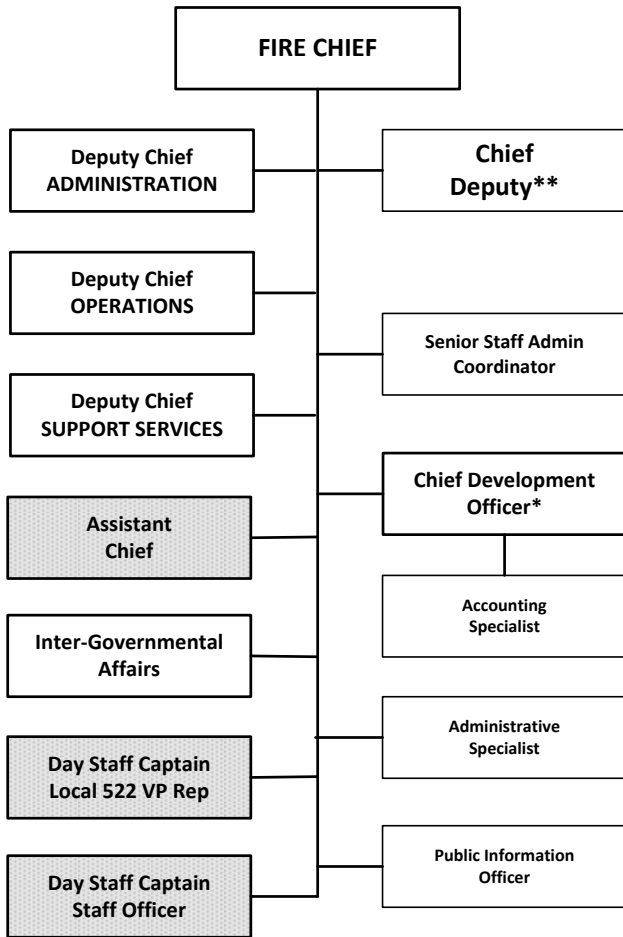 FIRE CHIEF
Deputy Chief
ADMINISTRATION
Chief
Deputy**
Deputy Chief
OPERATIONS
Senior Staff Admin
Coordinator
Deputy Chief
SUPPORT SERVICES
Chief Development
Officer*
Assistant
Chief
Accounting
Specialist
Inter-Governmental
Affairs
Administrative
Specialist
Day Staff Captain
Local 522 VP Rep
Public Information
Officer
Day Staff Captain
Staff Officer